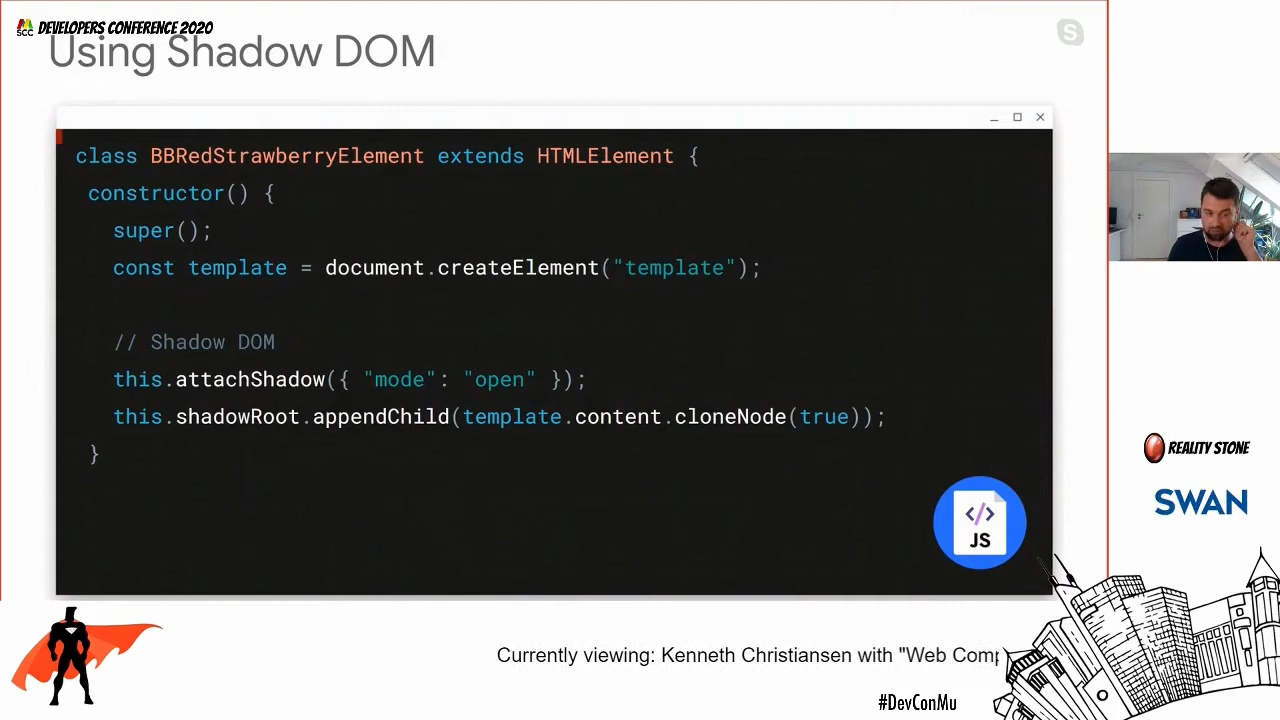 SCC DEVELOPERS CONFERENCE 2020
Using Shadow DOM
class BBRedStrawberryElement extends HTMLElement {
constructor() {
super();
const template = document.createElement("template");
// Shadow DOM
this.attachShadow({ "mode": "open" });
this.shadowRoot.appendChild(template.content.cloneNode(true));
}
</>
JS
REALITY STONE
SWAN
Currently viewing: Kenneth Christiansen with "Web Comp
#DevConMu